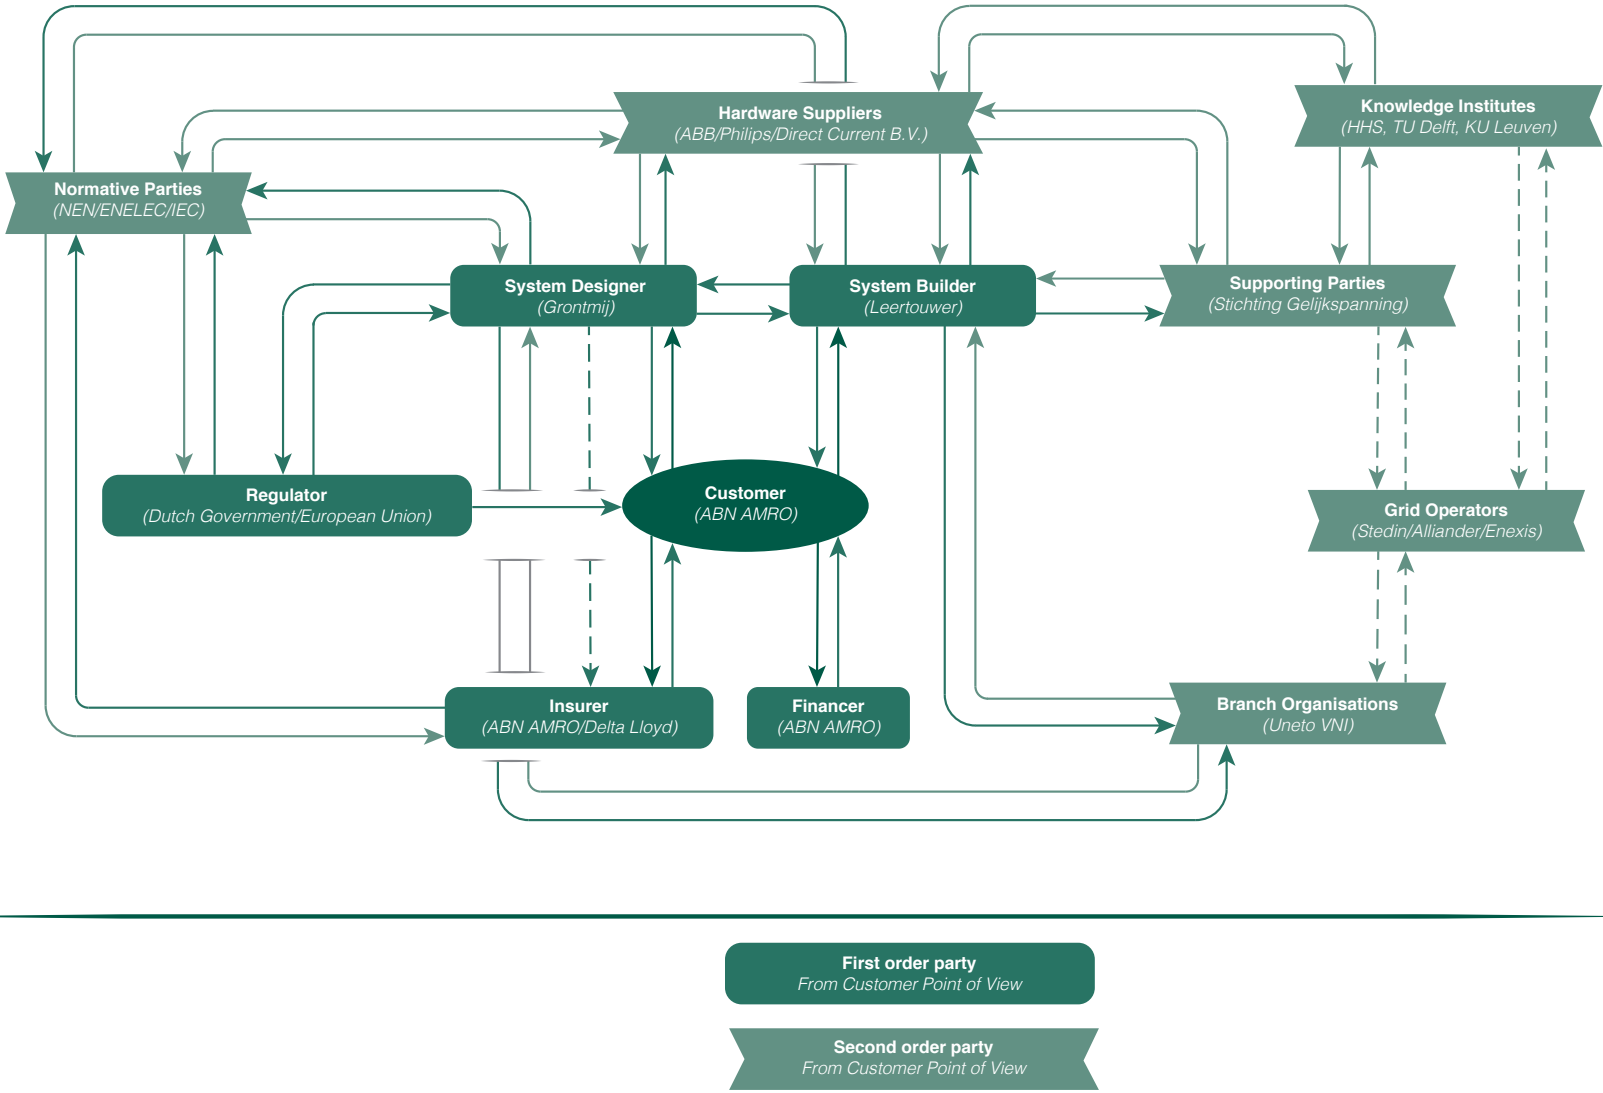 Hardware Suppliers
(ABB/Philips/Direct Current B.V.)
Knowledge Institutes
(HHS, TU Delft, KU Leuven)
Normative Parties
(NEN/ENELEC/IEC)
System Designer
(Grontmij)
System Builder
(Leertouwer)
Supporting Parties
(Stichting Gelijkspanning)
Regulator
(Dutch Government/European Union)
Customer
(ABN AMRO)
Grid Operators
(Stedin/Alliander/Enexis)
Insurer
(ABN AMRO/Delta Lloyd)
Financer
(ABN AMRO)
Branch Organisations
(Uneto VNI)
First order party
From Customer Point of View
Second order party
From Customer Point of View